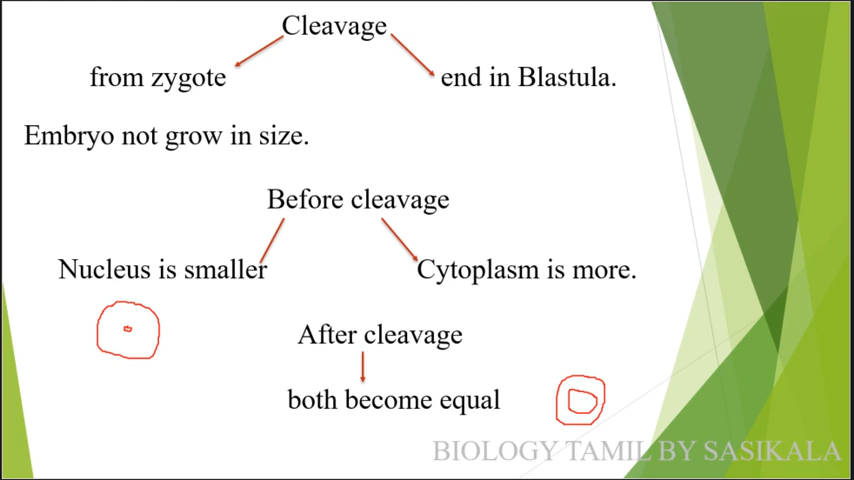 Cleavage
from zygote
end in Blastula.
Embryo not grow in size.
Before cleavage
Nucleus is smaller
Cytoplasm is more.
After cleavage
both become equal
BIOLOGY TAMIL BY SASIKALA